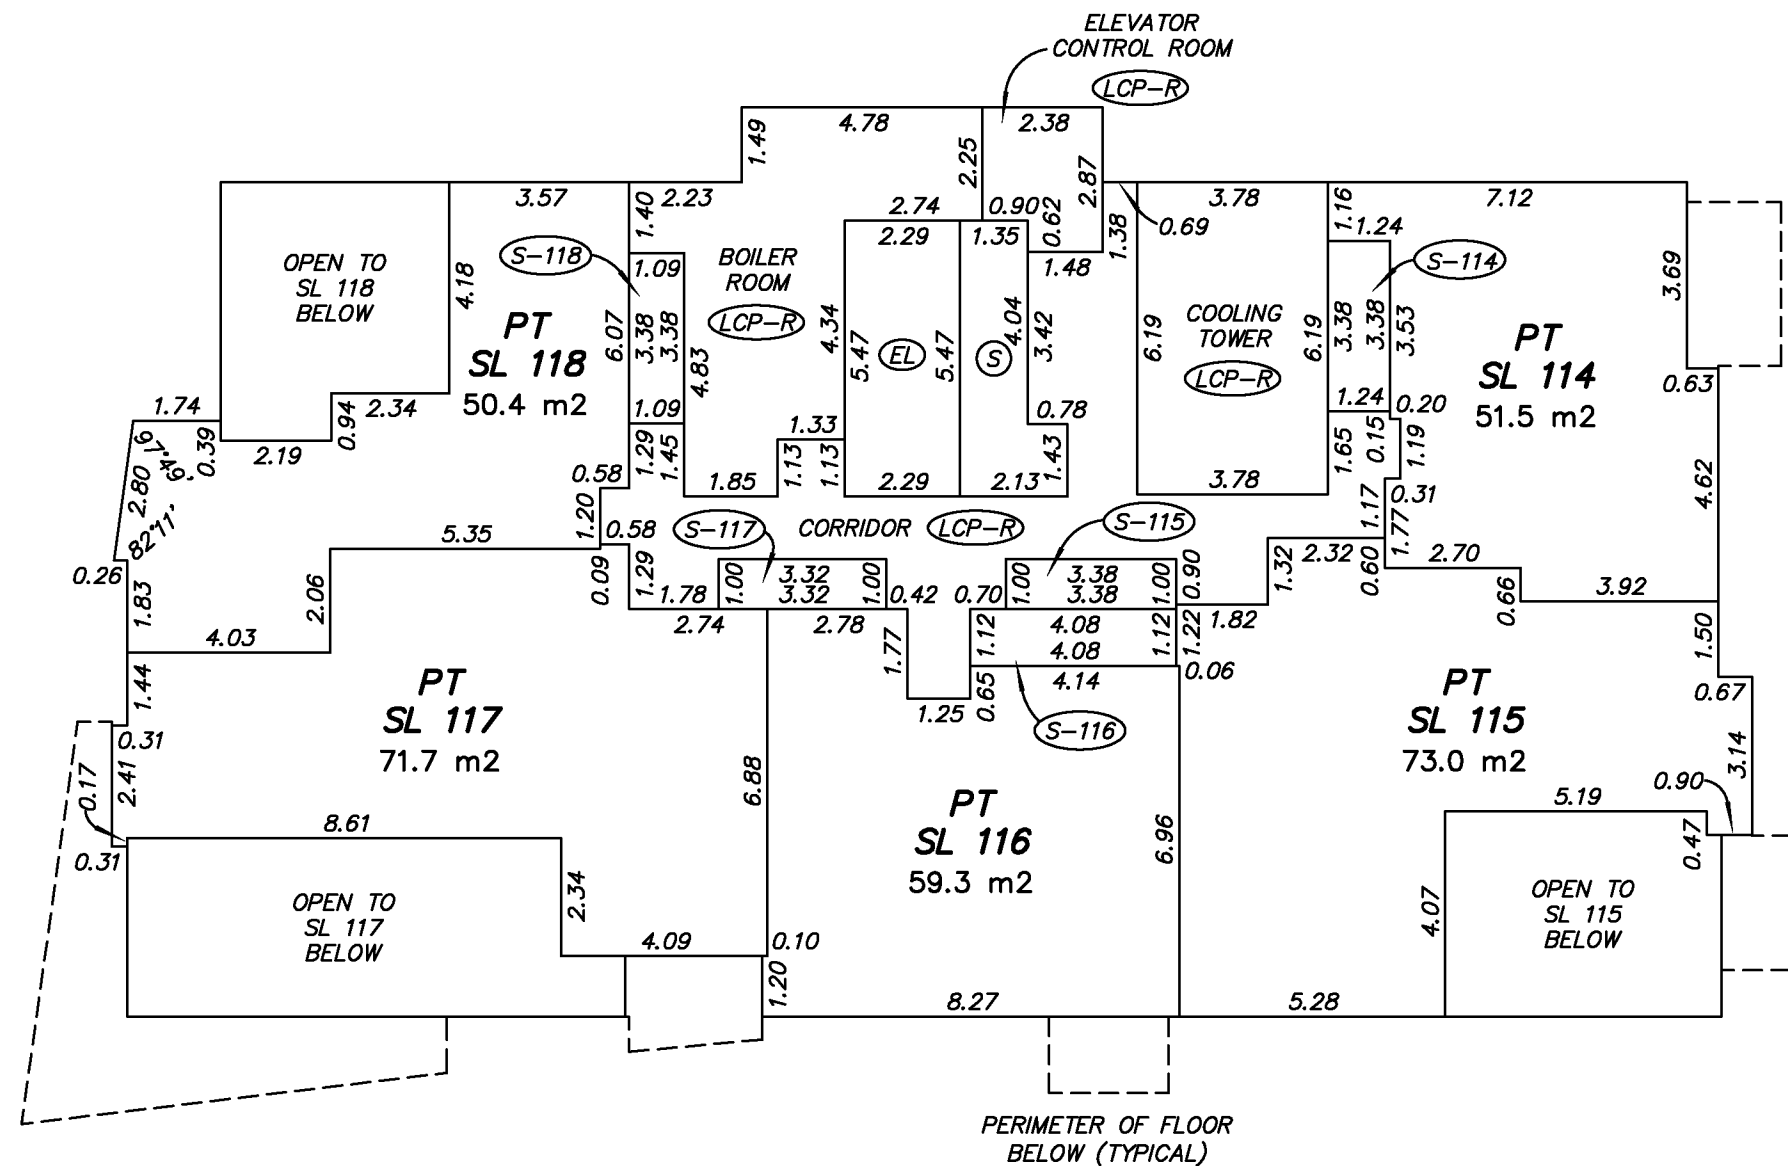 ELEVATOR
CONTROL ROOM
LCP-R
4.78
2.38
1.49
2.25
2.87
3.57
1.40
2.23
2.74
0.90
0.62
1.38
0.69
3.78
1.16
1.24
7.12
S-118
1.09
BOILER
ROOM
LCP-R
2.29
1.35
1.48
S-114
3.69
OPEN TO
SL 118
BELOW
4.18
PT
SL 118
50.4 m2
6.07
3.38
3.38
4.83
4.34
5.47
EL
5.47
S
4.04
3.42
6.19
COOLING
TOWER
LCP-R
6.19
3.38
3.38
3.53
PT
SL 114
51.5 m2
0.63
1.74
97°49'
0.39
2.19
0.94
2.34
1.09
1.29
1.45
1.33
1.13
1.13
0.78
1.43
1.24
0.20
1.65
0.15
1.19
2.80
82°11'
0.58
1.85
2.29
2.13
3.78
0.31
4.62
0.26
1.83
5.35
1.20
0.58
S-117
CORRIDOR
LCP-R
S-115
1.17
1.77
2.06
0.09
1.29
1.78
1.00
3.32
3.32
1.00
0.42
0.70
1.00
3.38
3.38
1.00
0.90
1.32
2.32
0.60
2.70
0.66
3.92
4.03
2.74
2.78
1.77
1.12
4.08
4.08
1.12
1.22
1.82
1.50
1.44
PT
SL 117
71.7 m2
1.25
0.65
4.14
0.06
S-116
PT
SL 115
73.0 m2
0.67
0.31
2.41
0.17
0.31
8.61
6.88
PT
SL 116
59.3 m2
6.96
5.19
0.90
3.14
0.47
OPEN TO
SL 117
BELOW
2.34
4.09
0.10
1.20
8.27
4.07
OPEN TO
SL 115
BELOW
5.28
PERIMETER OF FLOOR
BELOW (TYPICAL)